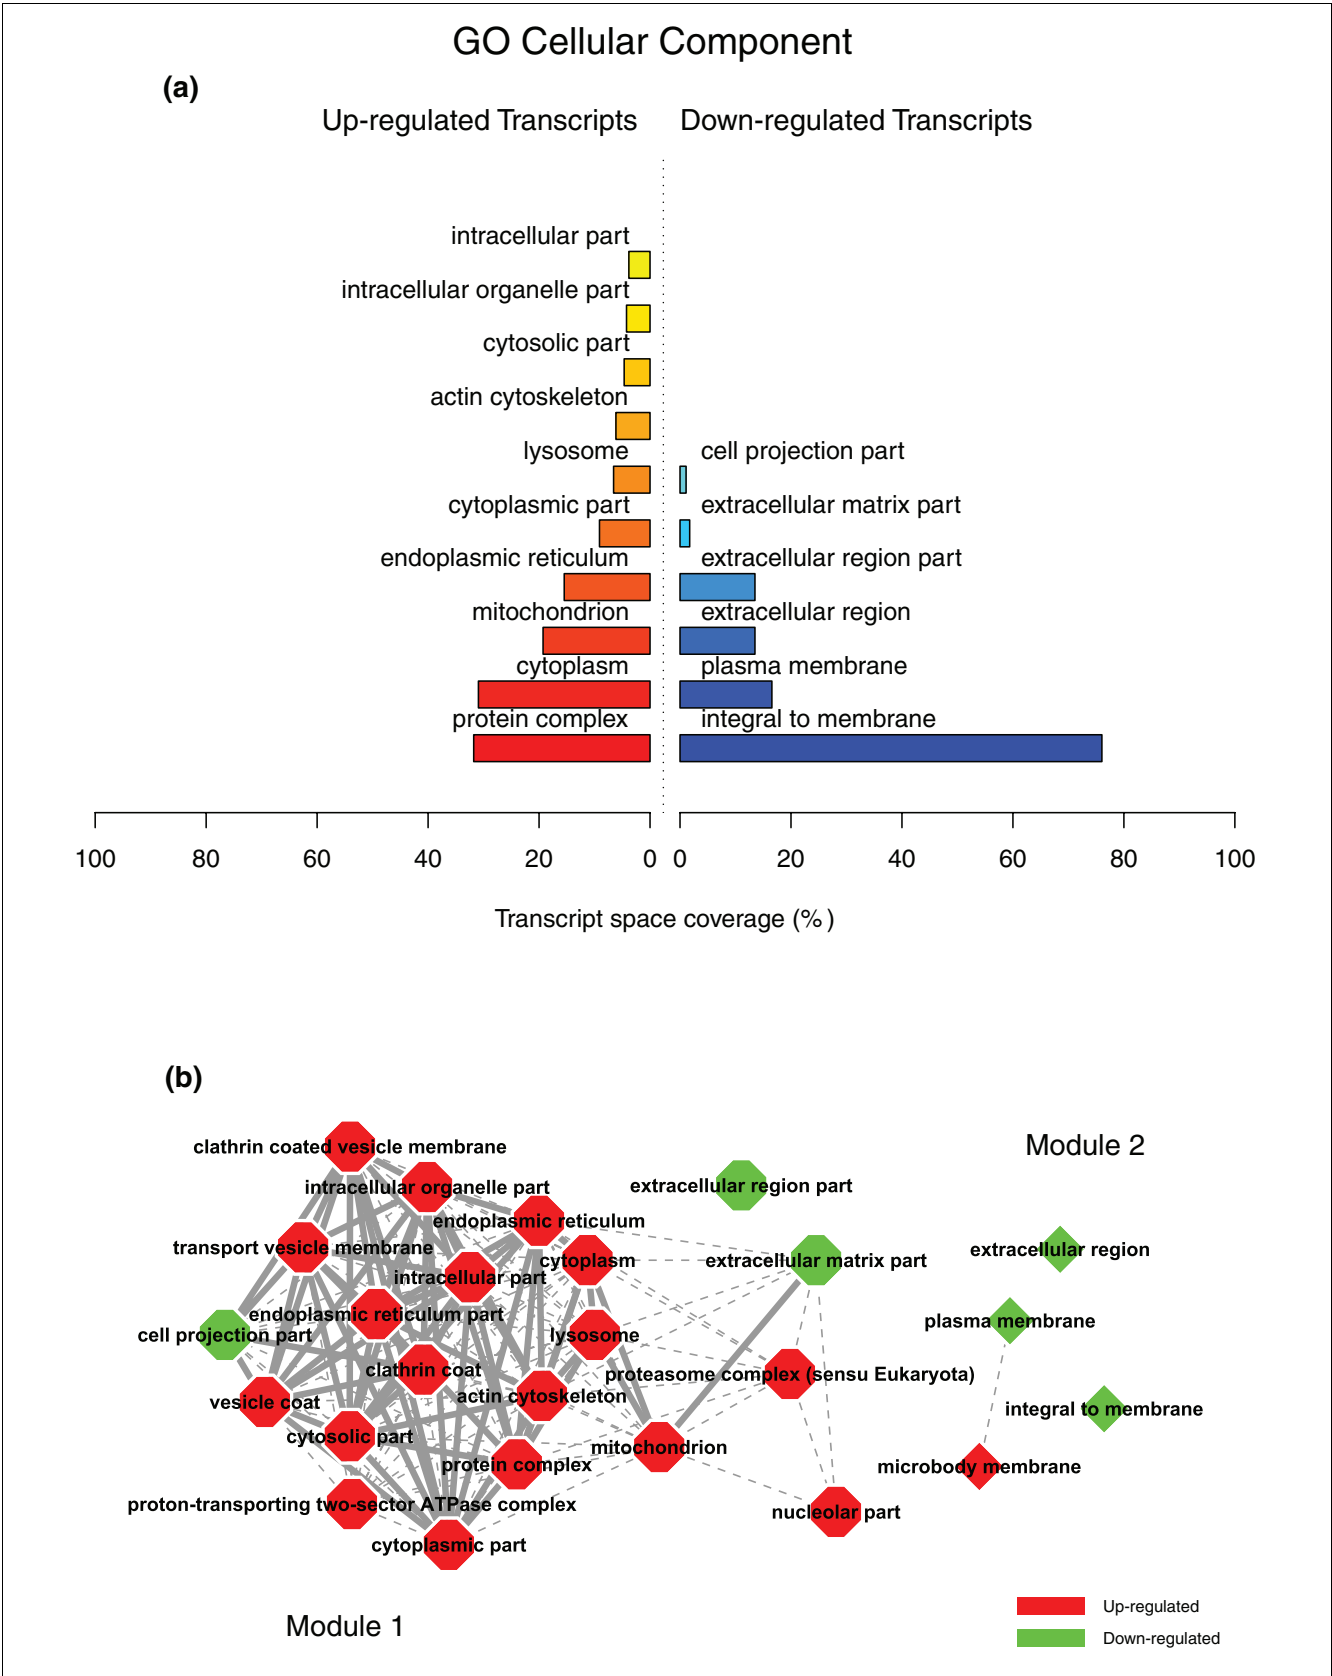 GO Cellular Component
(a)
Up-regulated Transcripts
Down-regulated Transcripts
intracellular part
intracellular organelle part
cytosolic part
actin cytoskeleton
lysosome
cell projection part
cytoplasmic part
extracellular matrix part
endoplasmic reticulum
extracellular region part
mitochondrion
extracellular region
cytoplasm
plasma membrane
protein complex
integral to membrane
100 80 60 40 20 0 0 20 40 60 80 100
Transcript space coverage (%)
(b)
Module 2
clathrin coated vesicle membrane
intracellular organelle part
extracellular region part
endoplasmic reticulum
transport vesicle membrane
extracellular region
cytoplasm
extracellular matrix part
intracellular part
endoplasmic reticulum part
plasma membrane
cell projection part
lysosome
clathrin coat
proteasome complex (sensu Eukaryota)
actin cytoskeleton
vesicle coat
integral to membrane
cytosolic part
mitochondrion
protein complex
microbody membrane
proton-transporting two-sector ATPase complex
nucleolar part
cytoplasmic part
Module 1
Up-regulated
Down-regulated